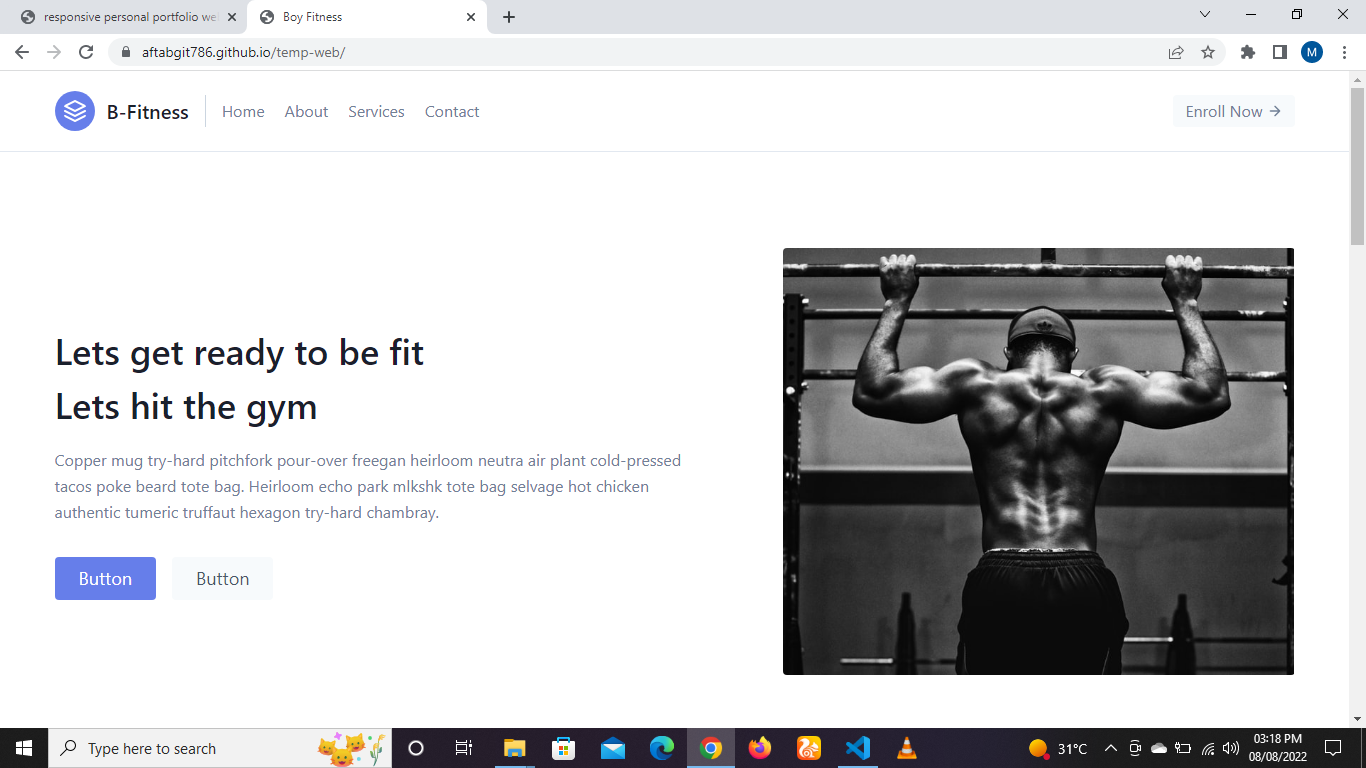 responsive personal portfolio we
Boy Fitness
aftabgit786.github.io/temp-web/
M
B-Fitness
Home
About
Services
Contact
Enroll Now →
Lets get ready to be fit
Lets hit the gym
Copper mug try-hard pitchfork pour-over freegan heirloom neutra air plant cold-pressed
tacos poke beard tote bag. Heirloom echo park mlkshk tote bag selvage hot chicken
authentic tumeric truffaut hexagon try-hard chambray.
Button
Button
Type here to search
31°C
03:18 PM
08/08/2022